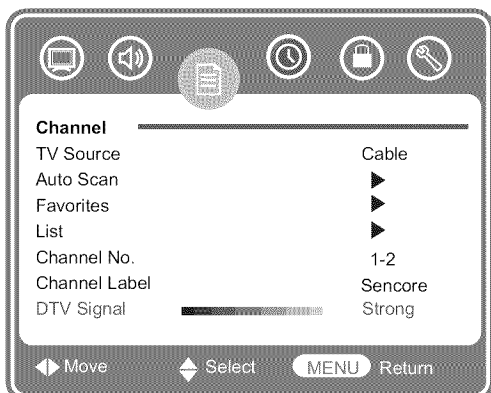 Channel
TV Source Cable
Auto Scan
Favorites
List
Channel No. 1-2
Channel Label Sencore
DTV Signal Strong
Move Select MENU Return